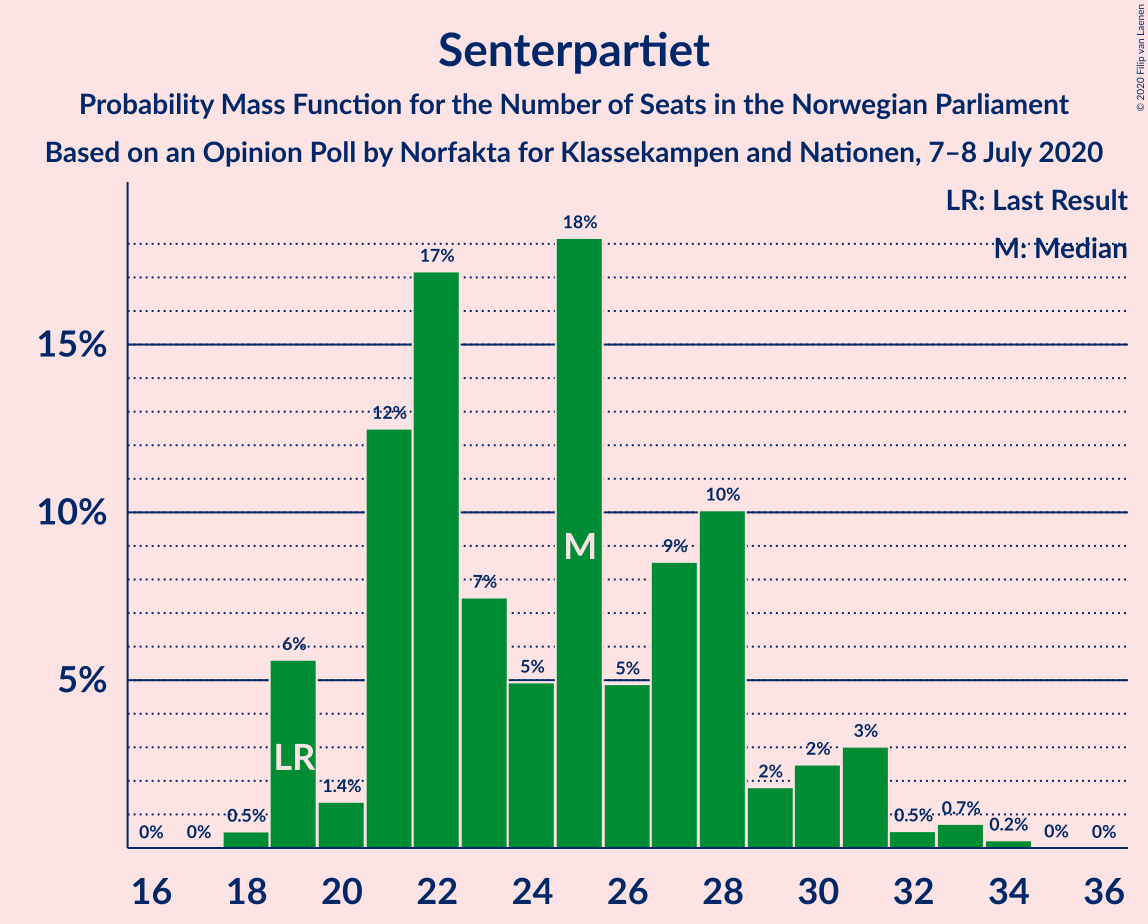 Senterpartiet
Probability Mass Function for the Number of Seats in the Norwegian Parliament
Based on an Opinion Poll by Norfakta for Klassekampen and Nationen, 7–8 July 2020
© 2020 Filip van Laenen
LR: Last Result
M: Median
15%
10%
5%
0%
0%
0.5%
6%
1.4%
12%
17%
7%
5%
18%
5%
9%
10%
2%
2%
3%
0.5%
0.7%
0.2%
0%
0%
LR
M
16 18 20 22 24 26 28 30 32 34 36